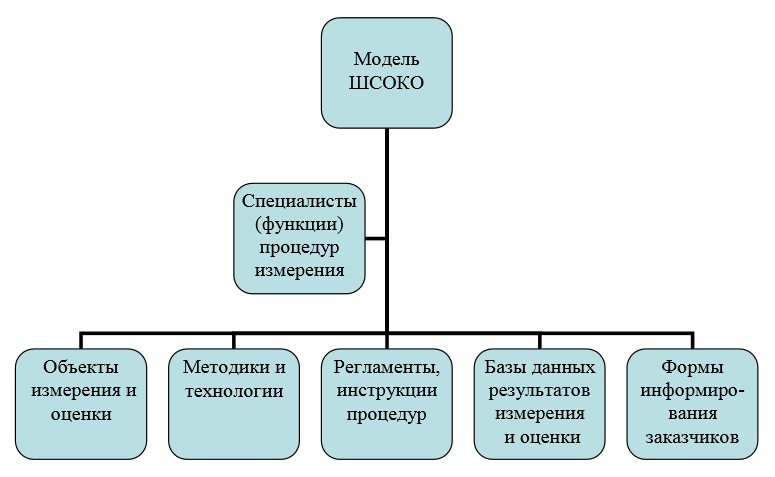 Модель
ШСОКО
Специалисты
(функции)
процедур
измерения
Объекты
измерения и
оценки
Методики и
технологии
Регламенты,
инструкции
процедур
Базы данных
результатов
измерения
и оценки
Формы
информиро-
вания
заказчиков